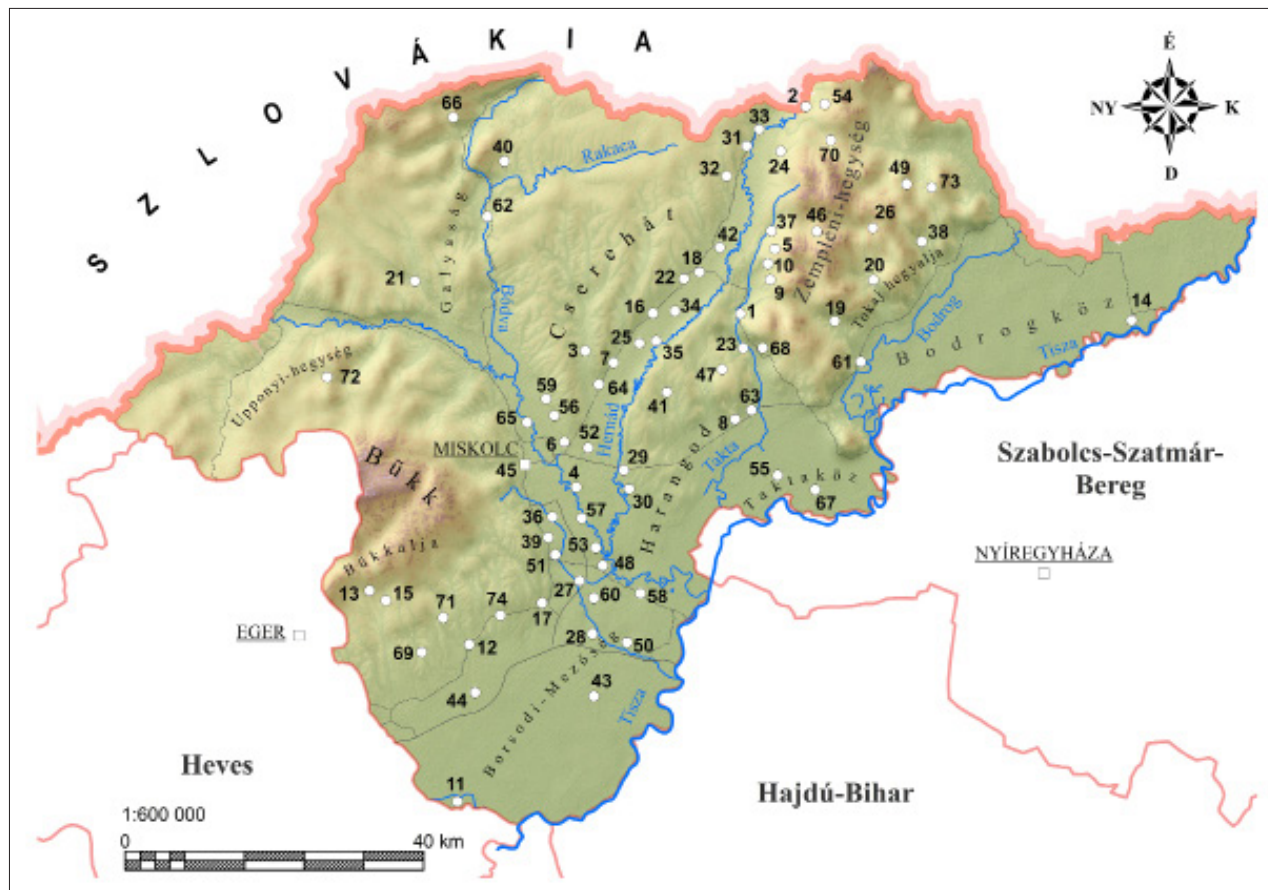 SZLOVÁKIA
É
NY
K
D
66
2
54
33
31
24
70
40
Rakaca
32
49
73
62
Galyaság
Cserehát
Zempléni-hegység
37
46
26
42
5
38
21
18
10
22
9
20
Tokaj hegyalja
Bódva
16
34
1
19
Bodrog
14
Bodrogköz
Tisza
25
35
3
23
68
7
61
Upponyi-hegység
72
47
64
59
41
56
63
65
8
52
Hernád
6
MISKOLC
45
29
Takta
Harangod
Bükk
4
30
55
Taktaköz
67
Szabolcs-Szatmár-
Bereg
36
57
39
53
NYÍREGYHÁZA
51
48
Bükkalja
13
15
27
60
58
71
74
17
EGER
28
50
69
12
44
43
Borsodi-Mezőség
Tisza
Heves
11
Hajdú-Bihar
1:600 000
0
40 km